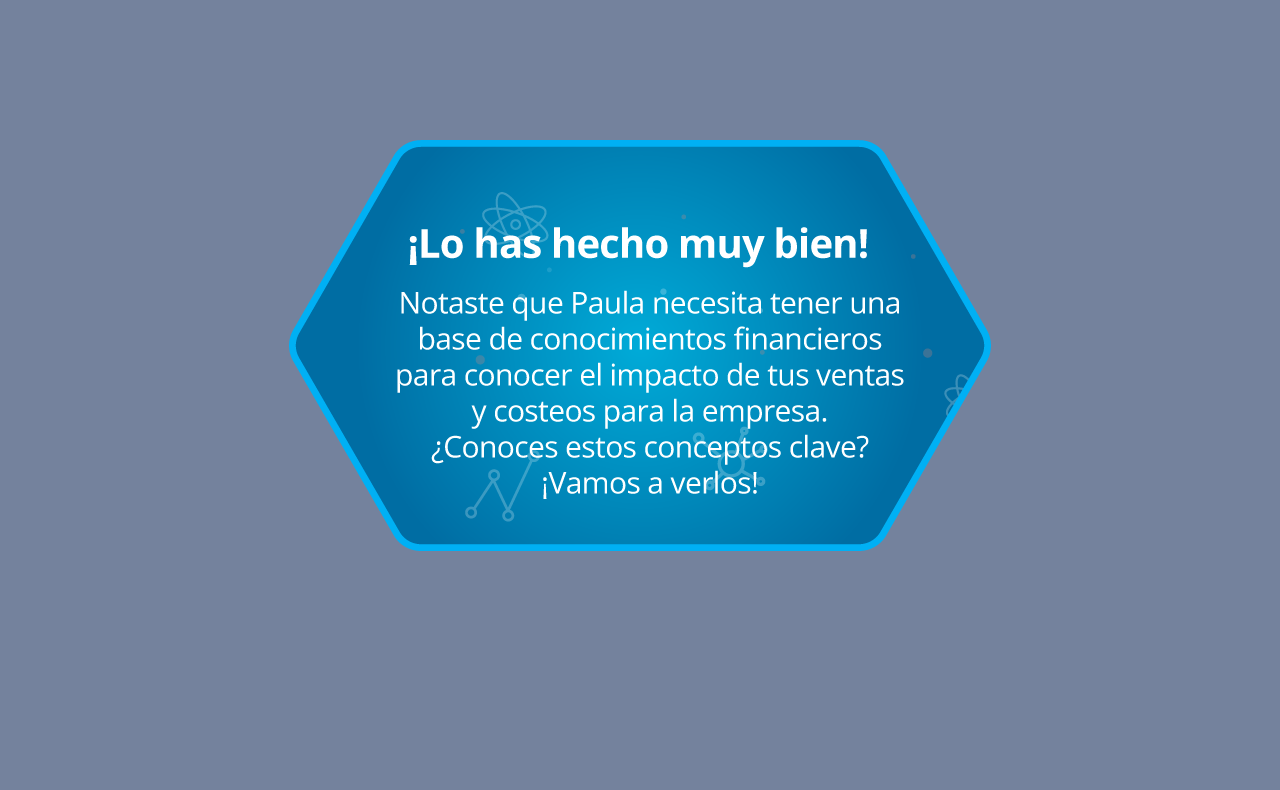 ¡Lo has hecho muy bien!
Notaste que Paula necesita tener una
base de conocimientos financieros
para conocer el impacto de tus ventas
y costeos para la empresa.
¿Conoces estos conceptos clave?
¡Vamos a verlos!